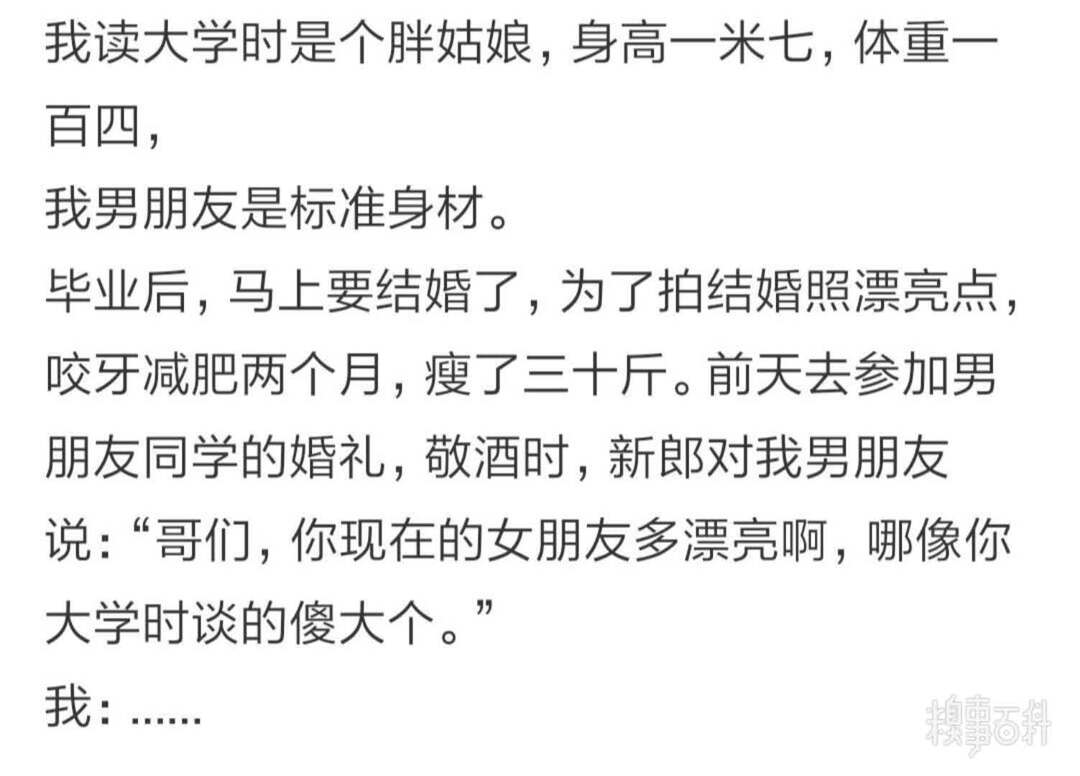 我读大学时是个胖姑娘，身高一米七，体重一
百四，
我男朋友是标准身材。
毕业后，马上要结婚了，为了拍结婚照漂亮点，
咬牙减肥两个月，瘦了三十斤。前天去参加男
朋友同学的婚礼，敬酒时，新郎对我男朋友
说：“哥们，你现在的女朋友多漂亮啊，哪像你
大学时谈的傻大个。”
我：......
糗事百科